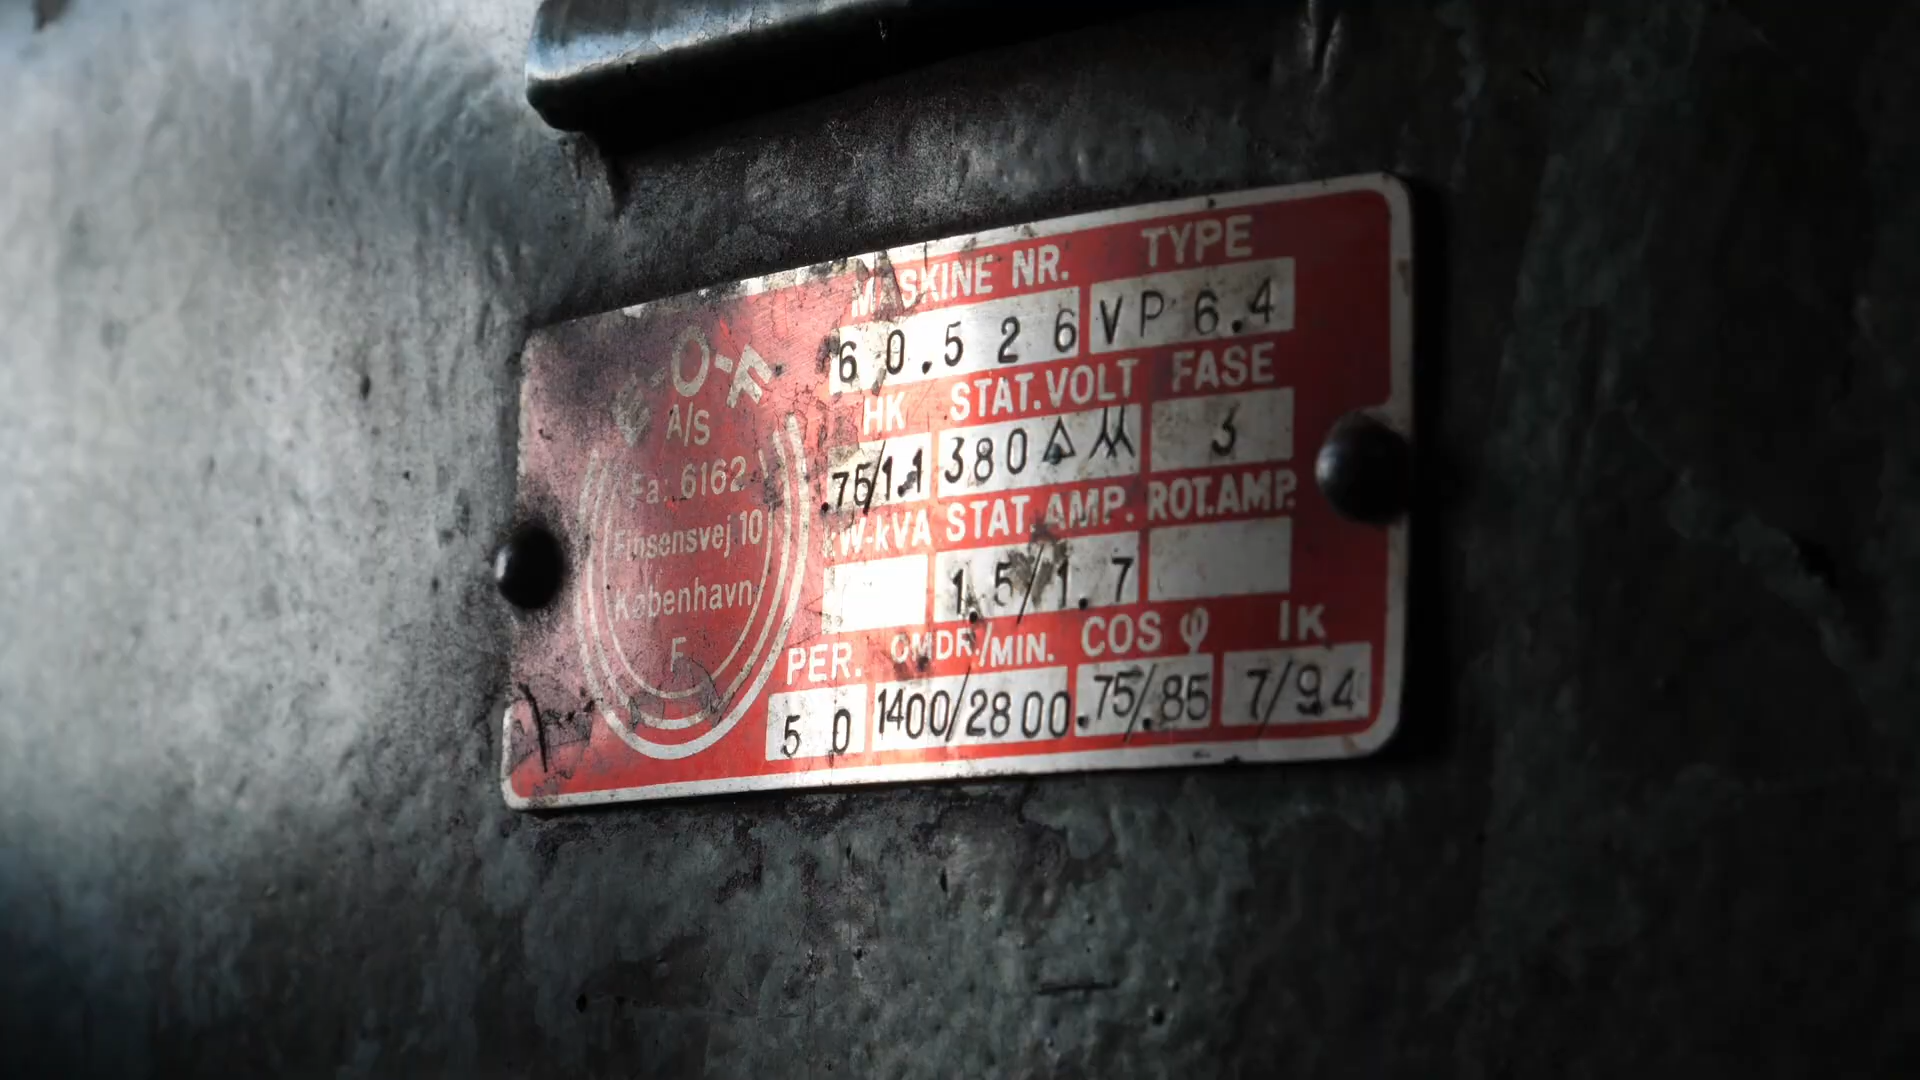 E-O-F
A/S
Fa: 6162
Finsensvej 10
København
F
MASKINE NR. TYPE
60.526 VP 6.4
HK STAT.VOLT FASE
.75/1.1 380 3
kW-kVA STAT.AMP. ROT.AMP.
1.5/1.7
PER. OMDR./MIN. COS φ IK
50 1400/2800 .75/.85 7/9.4